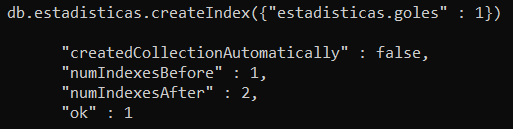 db.estadisticas.createIndex({"estadisticas.goles" : 1})
"createdCollectionAutomatically" : false,
"numIndexesBefore" : 1,
"numIndexesAfter" : 2,
"ok" : 1